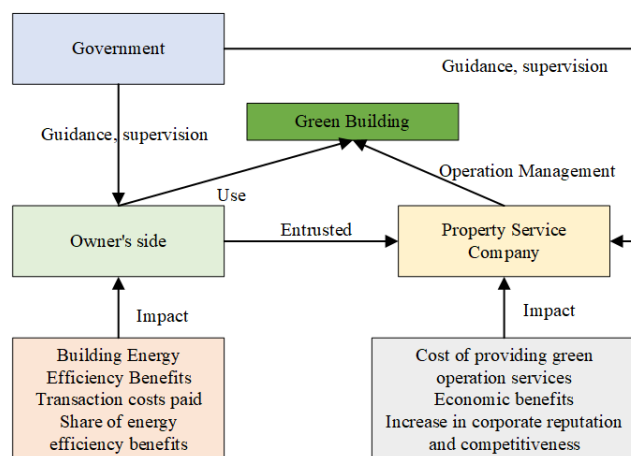 Government
Guidance, supervision
Green Building
Guidance, supervision
Operation Management
Use
Owner's side
Entrusted
Property Service
Company
Impact
Impact
Building Energy
Efficiency Benefits
Transaction costs paid
Share of energy
efficiency benefits
Cost of providing green
operation services
Economic benefits
Increase in corporate reputation
and competitiveness